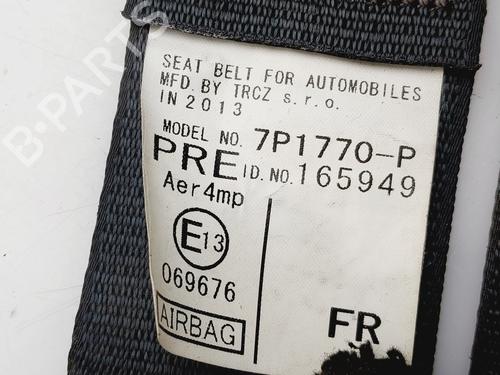 SEAT BELT FOR AUTOMOBILES
MFD. BY TRCZ s.r.o.
IN 2013
MODEL NO. 7P1770-P
PRE ID.NO.165949
Aer4mp
E13
069676
AIRBAG
FR
B-PARTS